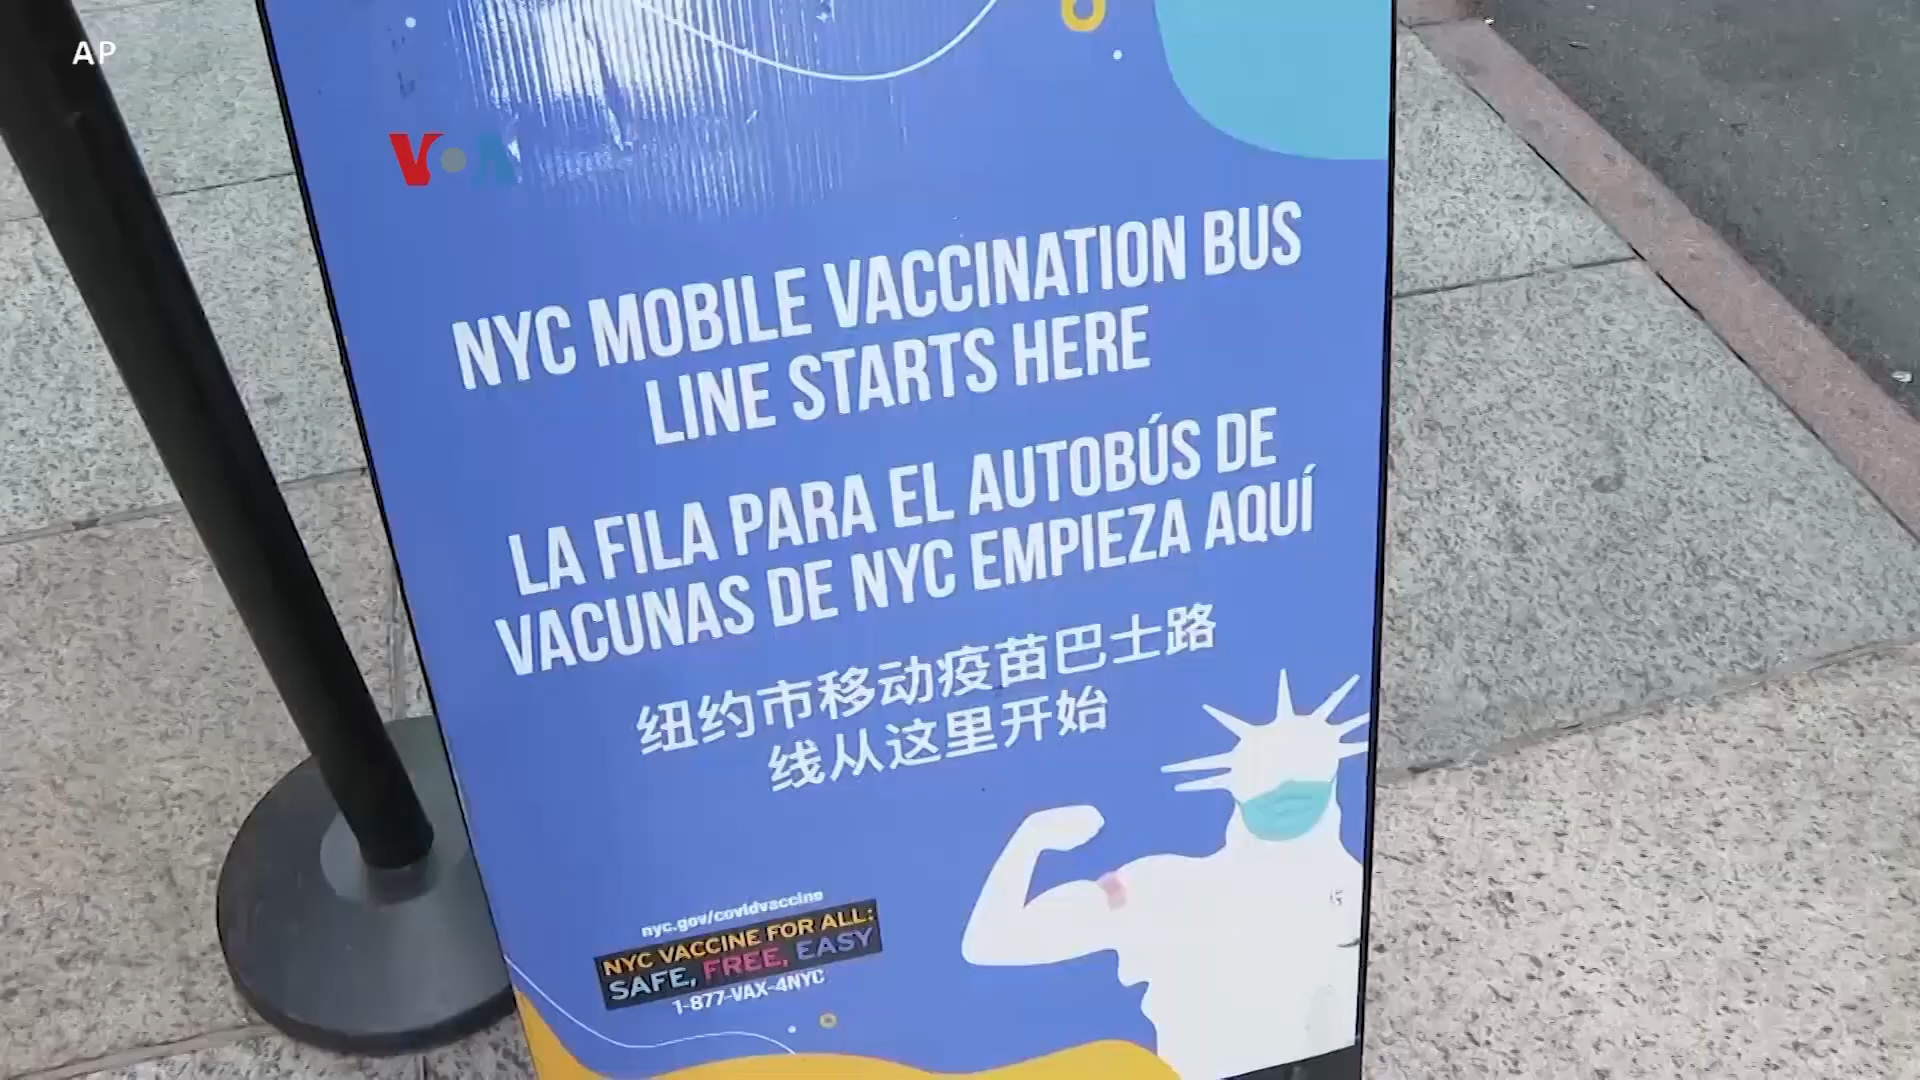 AP
VOA
NYC MOBILE VACCINATION BUS
LINE STARTS HERE
LA FILA PARA EL AUTOBÚS DE
VACUNAS DE NYC EMPIEZA AQUÍ
纽约市移动疫苗巴士路
线从这里开始
nyc.gov/covidvaccine
NYC VACCINE FOR ALL:
SAFE, FREE, EASY
1-877-VAX-4NYC